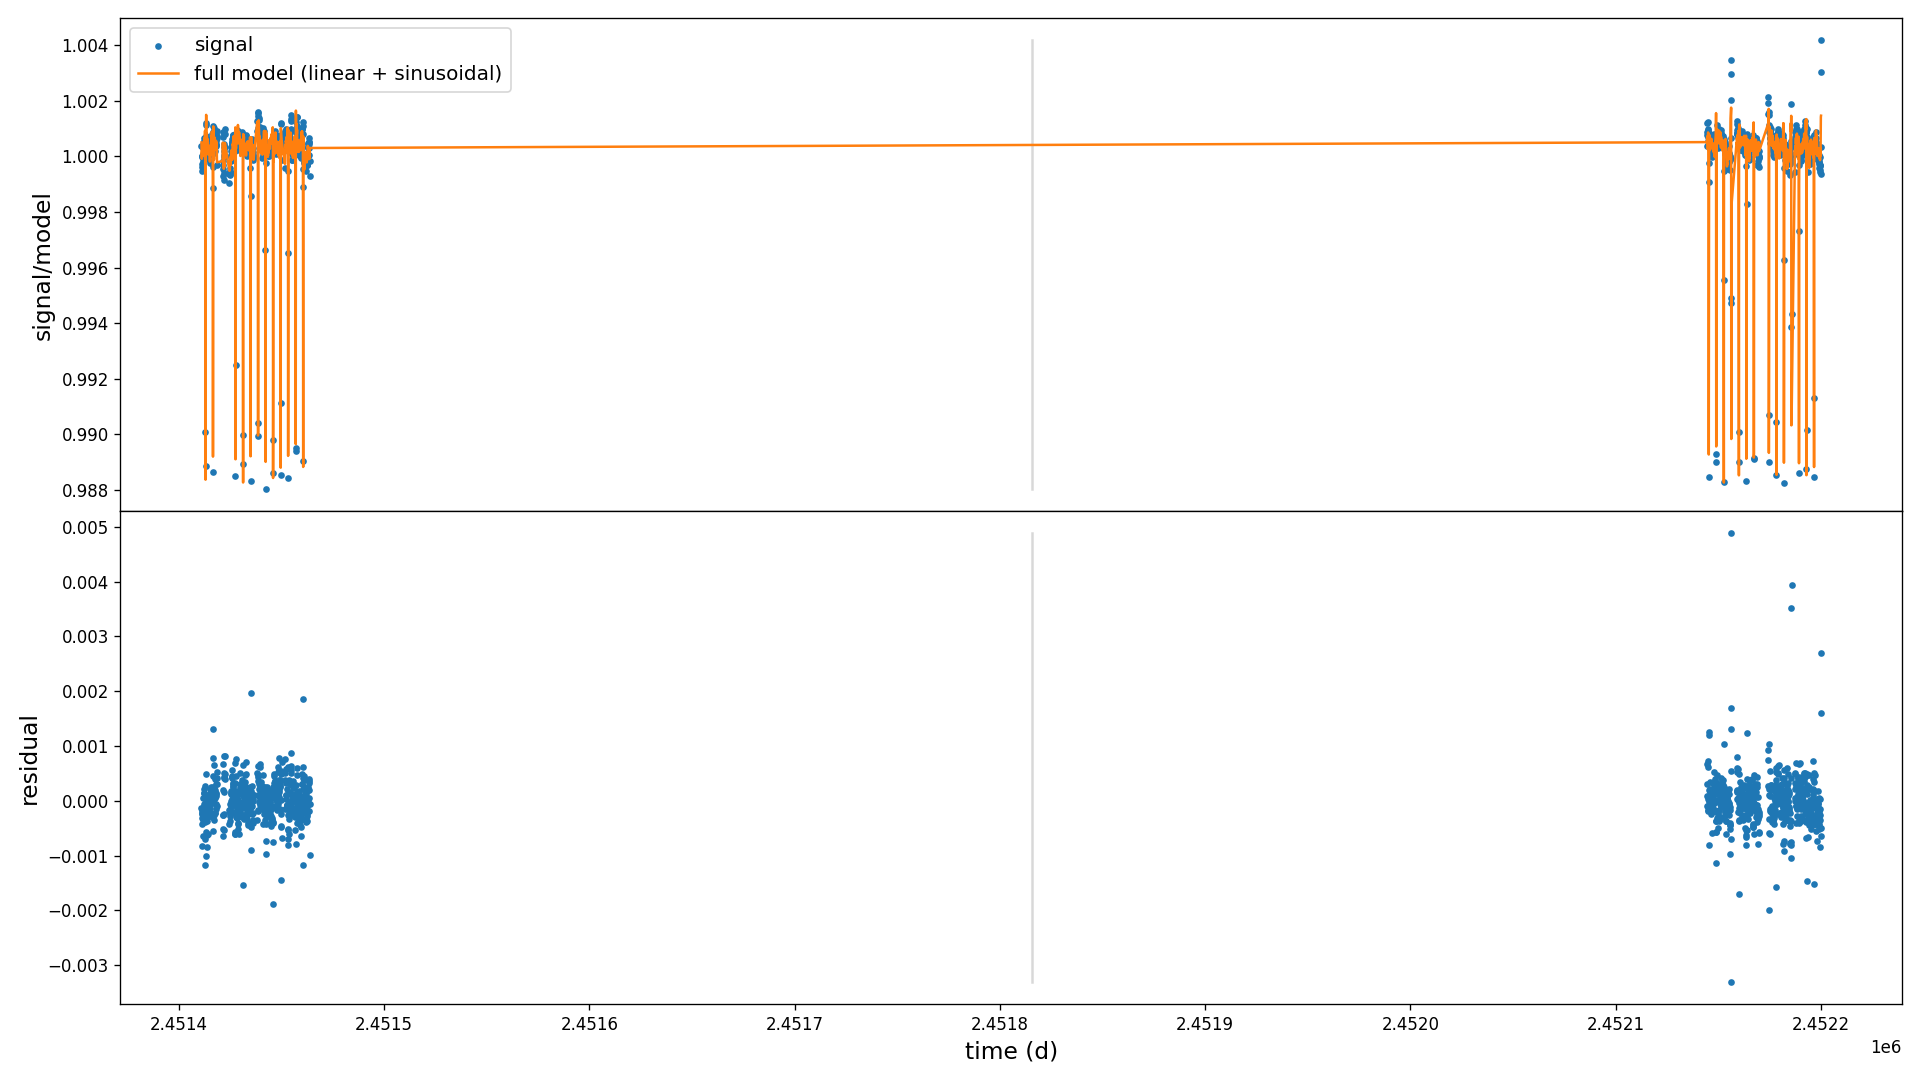 signal
full model (linear + sinusoidal)
1.004
1.002
1.000
0.998
0.996
0.994
0.992
0.990
0.988
signal/model
0.005
0.004
0.003
0.002
0.001
0.000
−0.001
−0.002
−0.003
residual
2.4514 2.4515 2.4516 2.4517 2.4518 2.4519 2.4520 2.4521 2.4522
1e6
time (d)